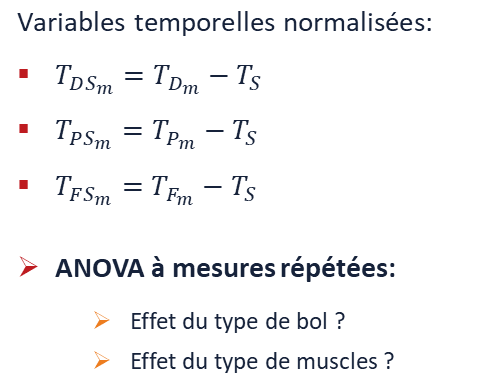 Variables temporelles normalisées:
▪ $T_{DS_m} = T_{D_m} - T_S$
▪ $T_{PS_m} = T_{P_m} - T_S$
▪ $T_{FS_m} = T_{F_m} - T_S$
➢ ANOVA à mesures répétées:
➢ Effet du type de bol ?
➢ Effet du type de muscles ?